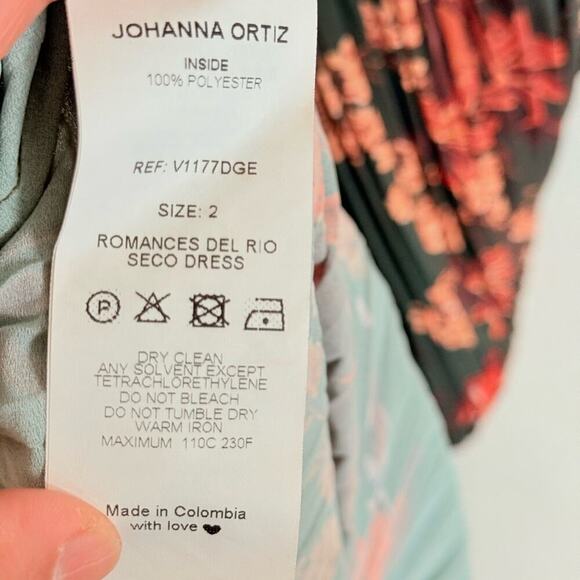 JOHANNA ORTIZ
INSIDE
100% POLYESTER
REF: V1177DGE
SIZE: 2
ROMANCES DEL RIO
SECO DRESS
P
DRY CLEAN
ANY SOLVENT EXCEPT
TETRACHLORETHYLENE
DO NOT BLEACH
DO NOT TUMBLE DRY
WARM IRON
MAXIMUM 110C 230F
Made in Colombia
with love